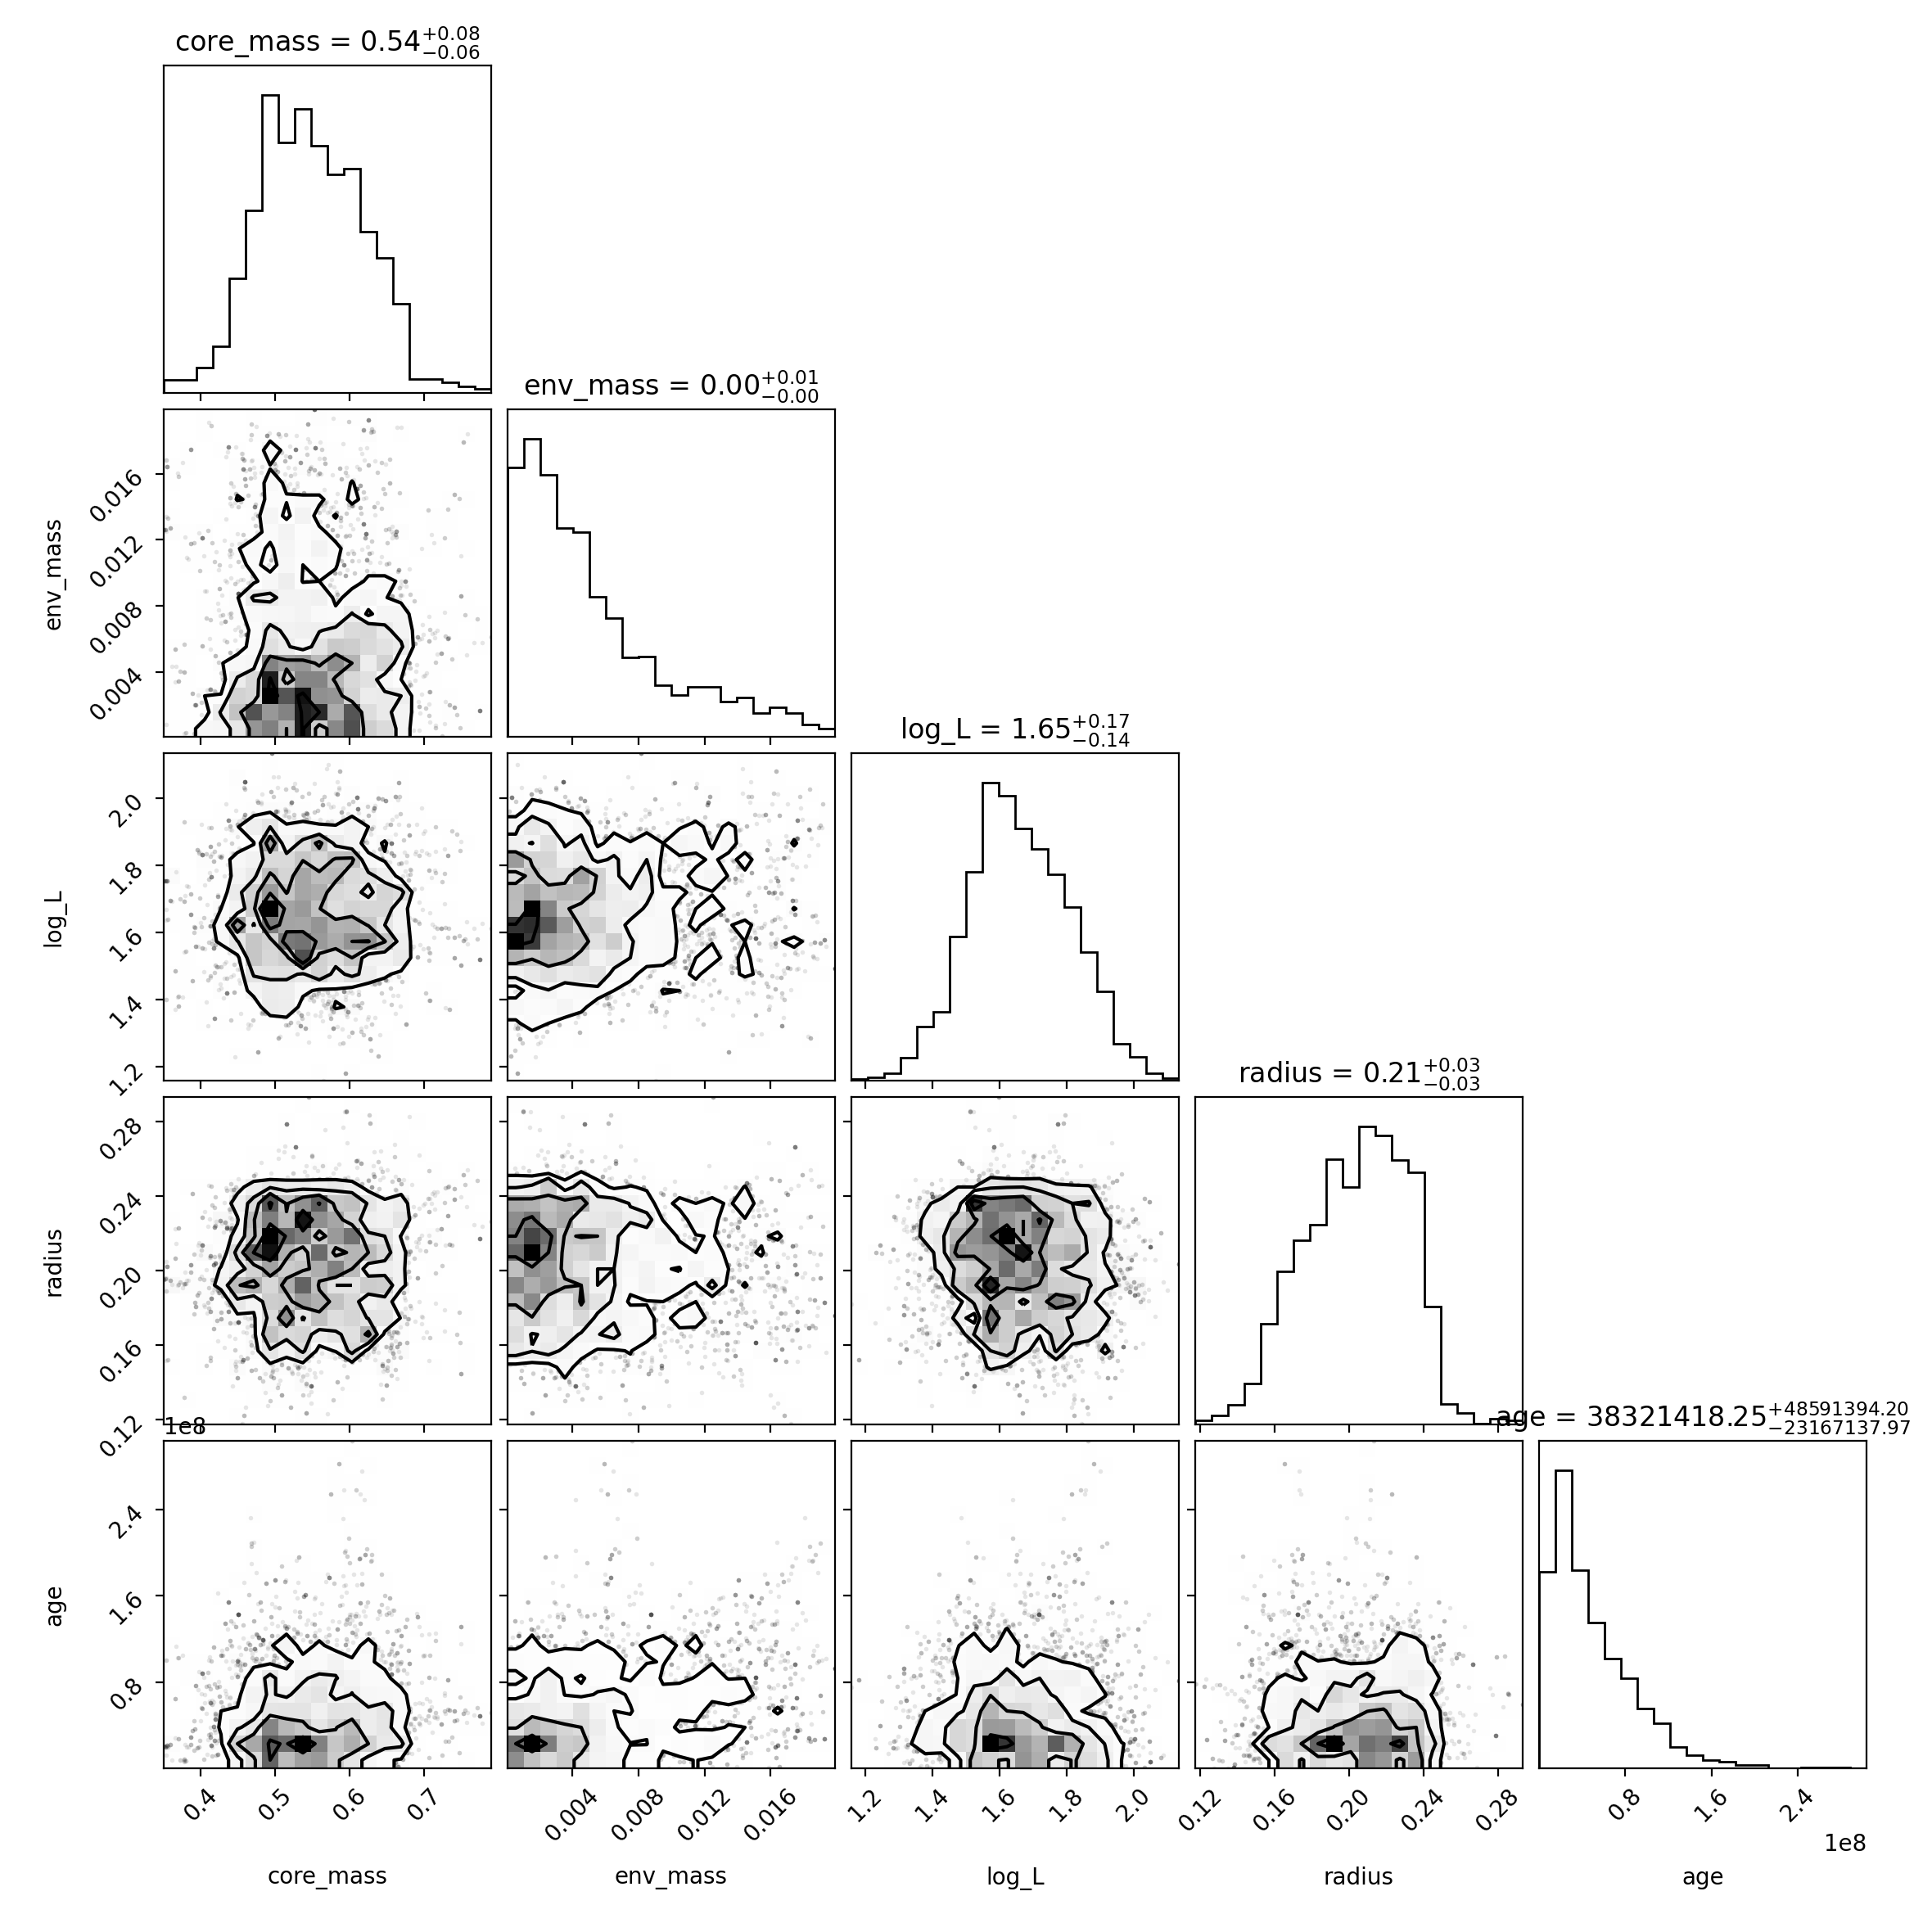 core_mass = 0.54 +0.08 −0.06
env_mass = 0.00 +0.01 −0.00
env_mass
0.016
0.012
0.008
0.004
log_L = 1.65 +0.17 −0.14
log_L
2.0
1.8
1.6
1.4
1.2
radius = 0.21 +0.03 −0.03
radius
0.28
0.24
0.20
0.16
0.12
1e8
age = 38321418.25 +48591394.20 −23167137.97
age
2.4
1.6
0.8
0.4 0.5 0.6 0.7
0.004 0.008 0.012 0.016
1.2 1.4 1.6 1.8 2.0
0.12 0.16 0.20 0.24 0.28
0.8 1.6 2.4
1e8
core_mass
env_mass
log_L
radius
age